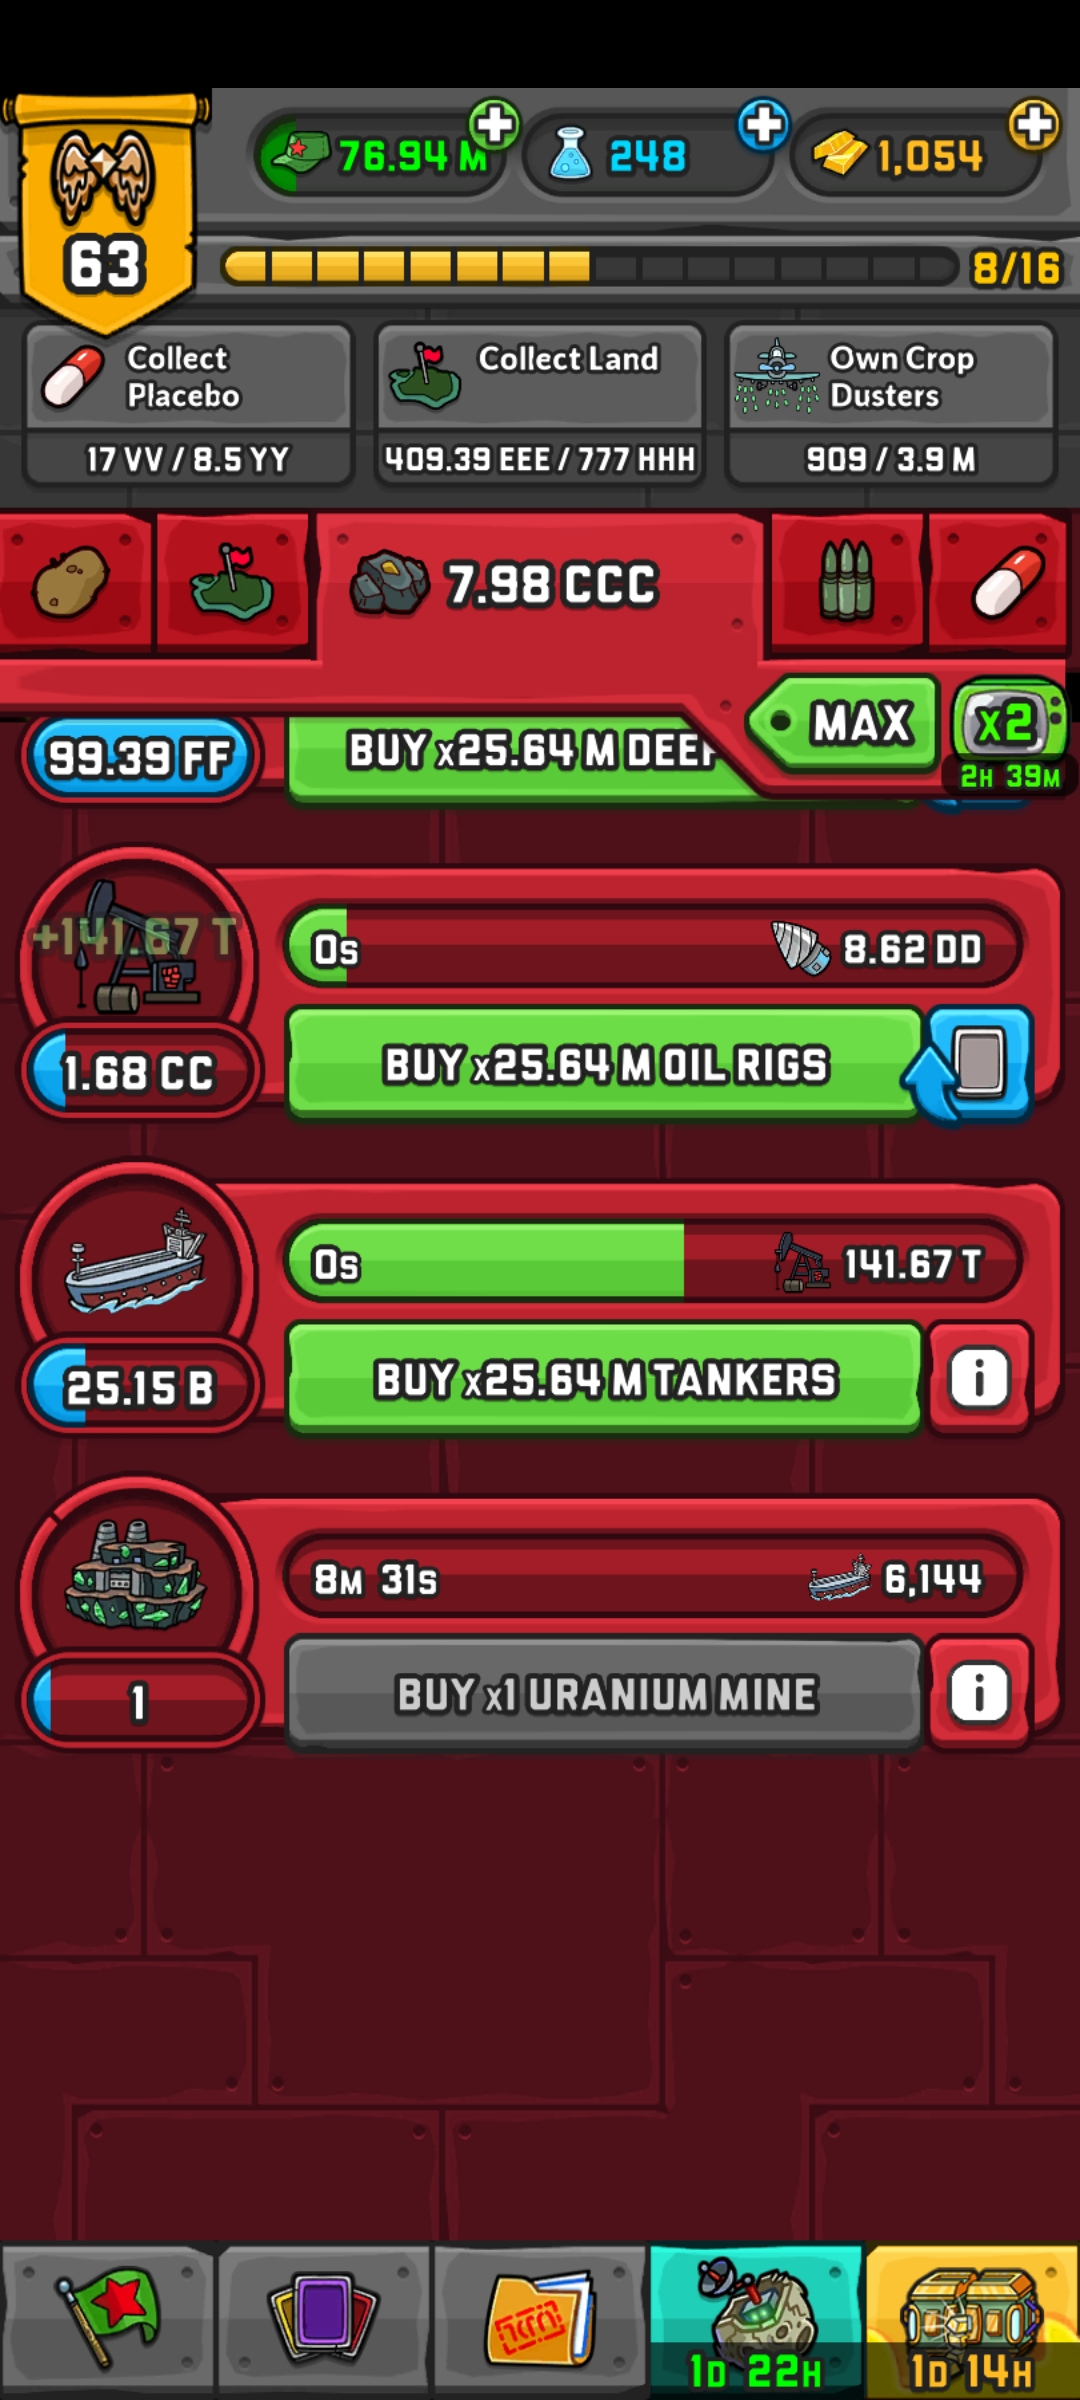 76.94 M
248
1,054
63
8/16
Collect
Placebo
17 VV / 8.5 YY
Collect Land
409.39 EEE / 777 HHH
Own Crop
Dusters
909 / 3.9 M
7.98 CCC
MAX
x2
2H 39M
99.39 FF
BUY x25.64 M DEEP
+141.67 T
0s
8.62 DD
1.68 CC
BUY x25.64 M OIL RIGS
0s
141.67 T
25.15 B
BUY x25.64 M TANKERS
i
8M 31s
6,144
1
BUY x1 URANIUM MINE
i
1D 22H
1D 14H